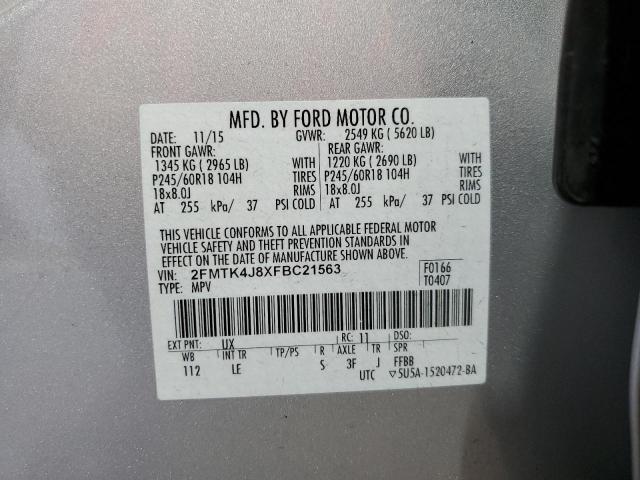 MFD. BY FORD MOTOR CO.
DATE: 11/15 GVWR: 2549 KG ( 5620 LB)
FRONT GAWR: REAR GAWR:
1345 KG ( 2965 LB) WITH 1220 KG ( 2690 LB) WITH
P245/60R18 104H TIRES P245/60R18 104H TIRES
18x8.0J RIMS 18x8.0J RIMS
AT 255 kPa/ 37 PSI COLD AT 255 kPa/ 37 PSI COLD
THIS VEHICLE CONFORMS TO ALL APPLICABLE FEDERAL MOTOR
VEHICLE SAFETY AND THEFT PREVENTION STANDARDS IN
EFFECT ON THE DATE OF MANUFACTURE SHOWN ABOVE.
VIN: 2FMTK4J8XFBC21563 F0166
TYPE: MPV T0407
EXT PNT: UX RC: 11 DSO:
WB INT TR TP/PS R AXLE TR SPR
112 LE S 3F J FFBB
UTC ▽5U5A-1520472-BA